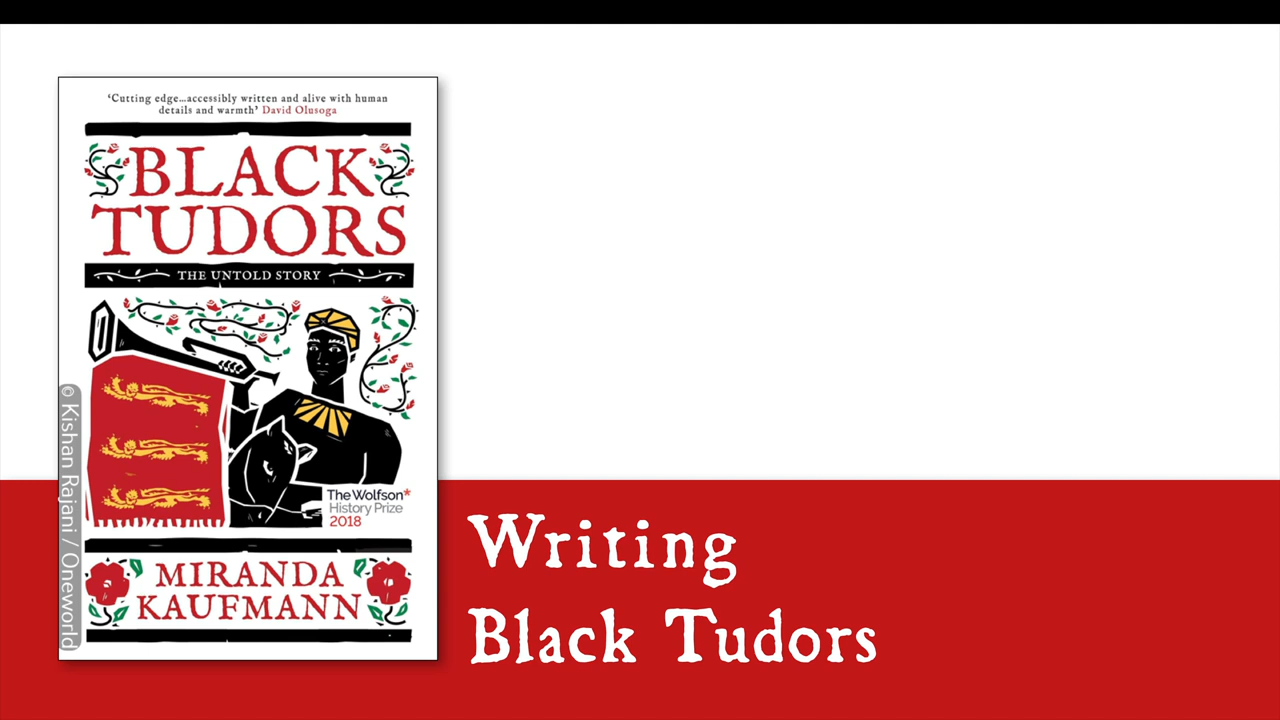 ‘Cutting edge...accessibly written and alive with human
details and warmth’ David Olusoga
BLACK
TUDORS
THE UNTOLD STORY
The Wolfson*
History Prize
2018
MIRANDA
KAUFMANN
© Kishan Rajani / Oneworld
Writing
Black Tudors